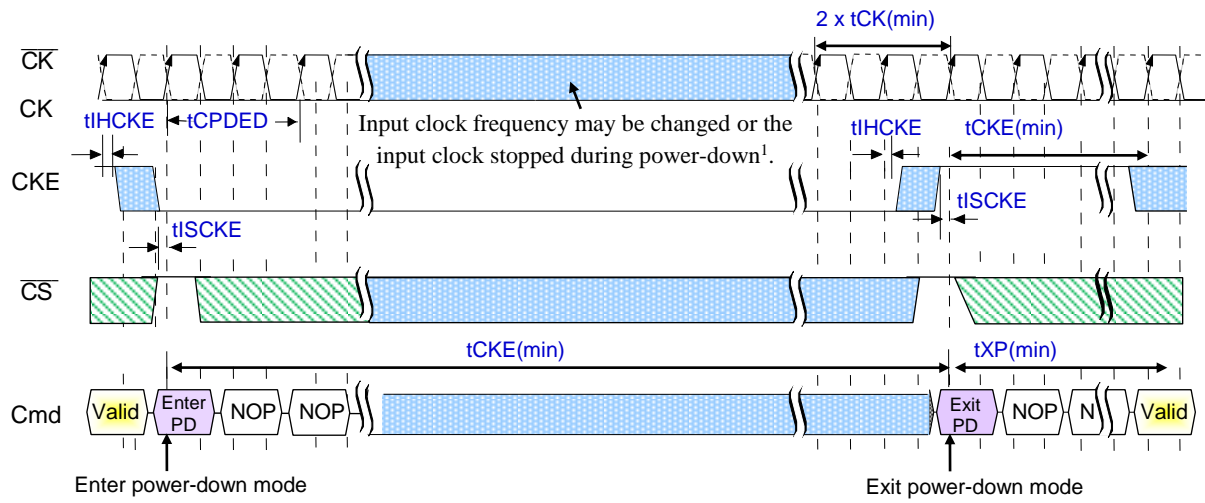 2 x tCK(min)
CK
CK
tIHCKE
tCPDED
Input clock frequency may be changed or the
input clock stopped during power-down1.
tIHCKE
tCKE(min)
CKE
tISCKE
tISCKE
CS
tCKE(min)
tXP(min)
Cmd
Valid
Enter
PD
NOP
NOP
Exit
PD
NOP
N
Valid
Enter power-down mode
Exit power-down mode